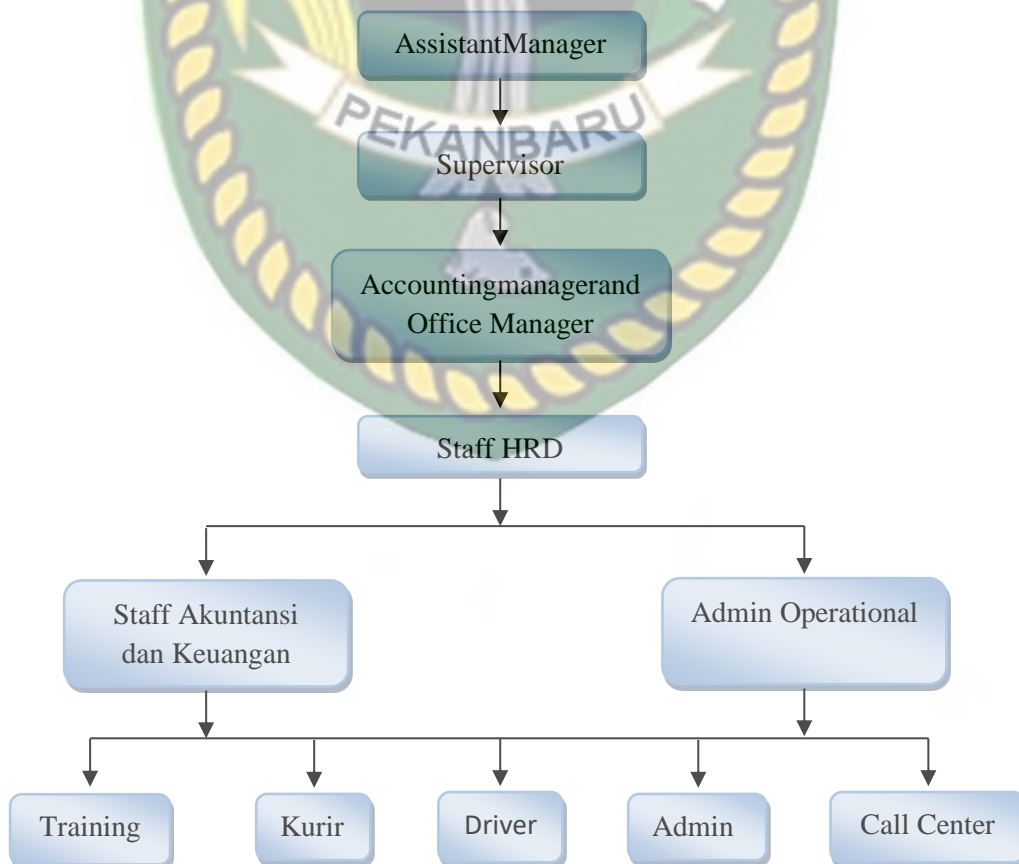 AssistantManager
PEKANBARU
Supervisor
Accountingmanagerand
Office Manager
Staff HRD
Staff Akuntansi
dan Keuangan
Admin Operational
Training
Kurir
Driver
Admin
Call Center